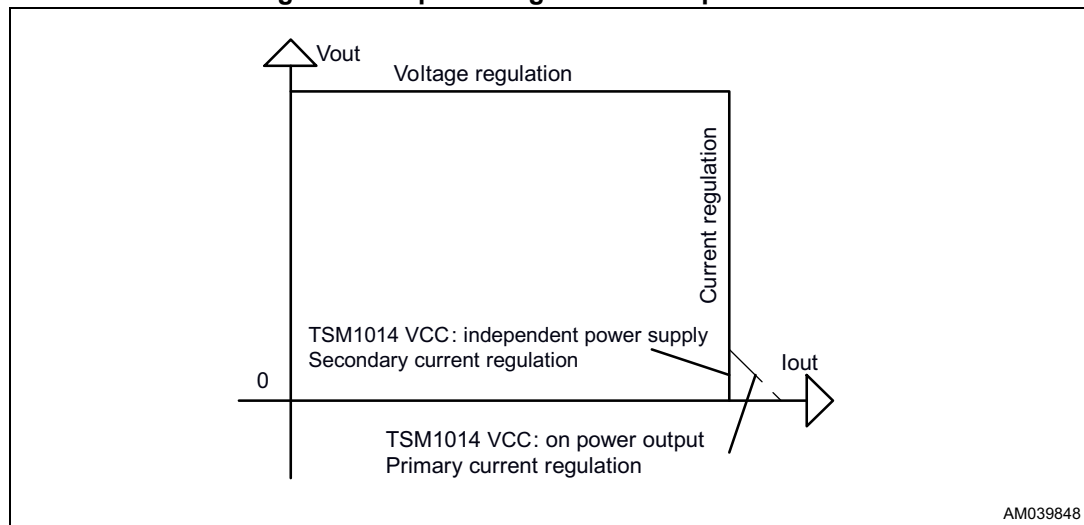 Vout
Voltage regulation
Current regulation
TSM1014 VCC: independent power supply
Secondary current regulation
Iout
0
TSM1014 VCC: on power output
Primary current regulation
AM039848